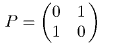 P = \begin{pmatrix} 0 & 1 \\ 1 & 0 \end{pmatrix}